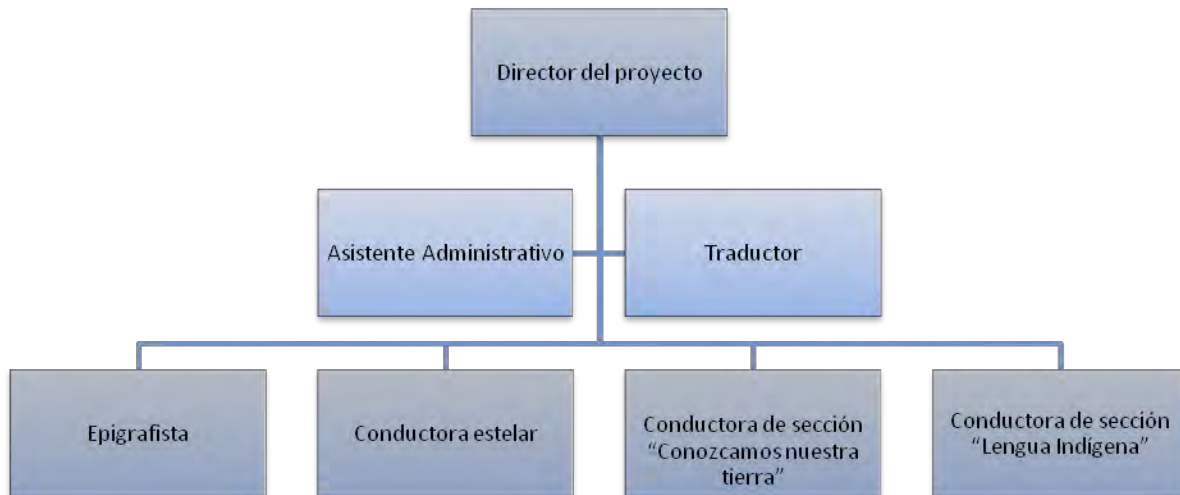 Director del proyecto
Asistente Administrativo
Traductor
Epigrafista
Conductora estelar
Conductora de sección
“Conozcamos nuestra
tierra”
Conductora de sección
“Lengua Indígena”